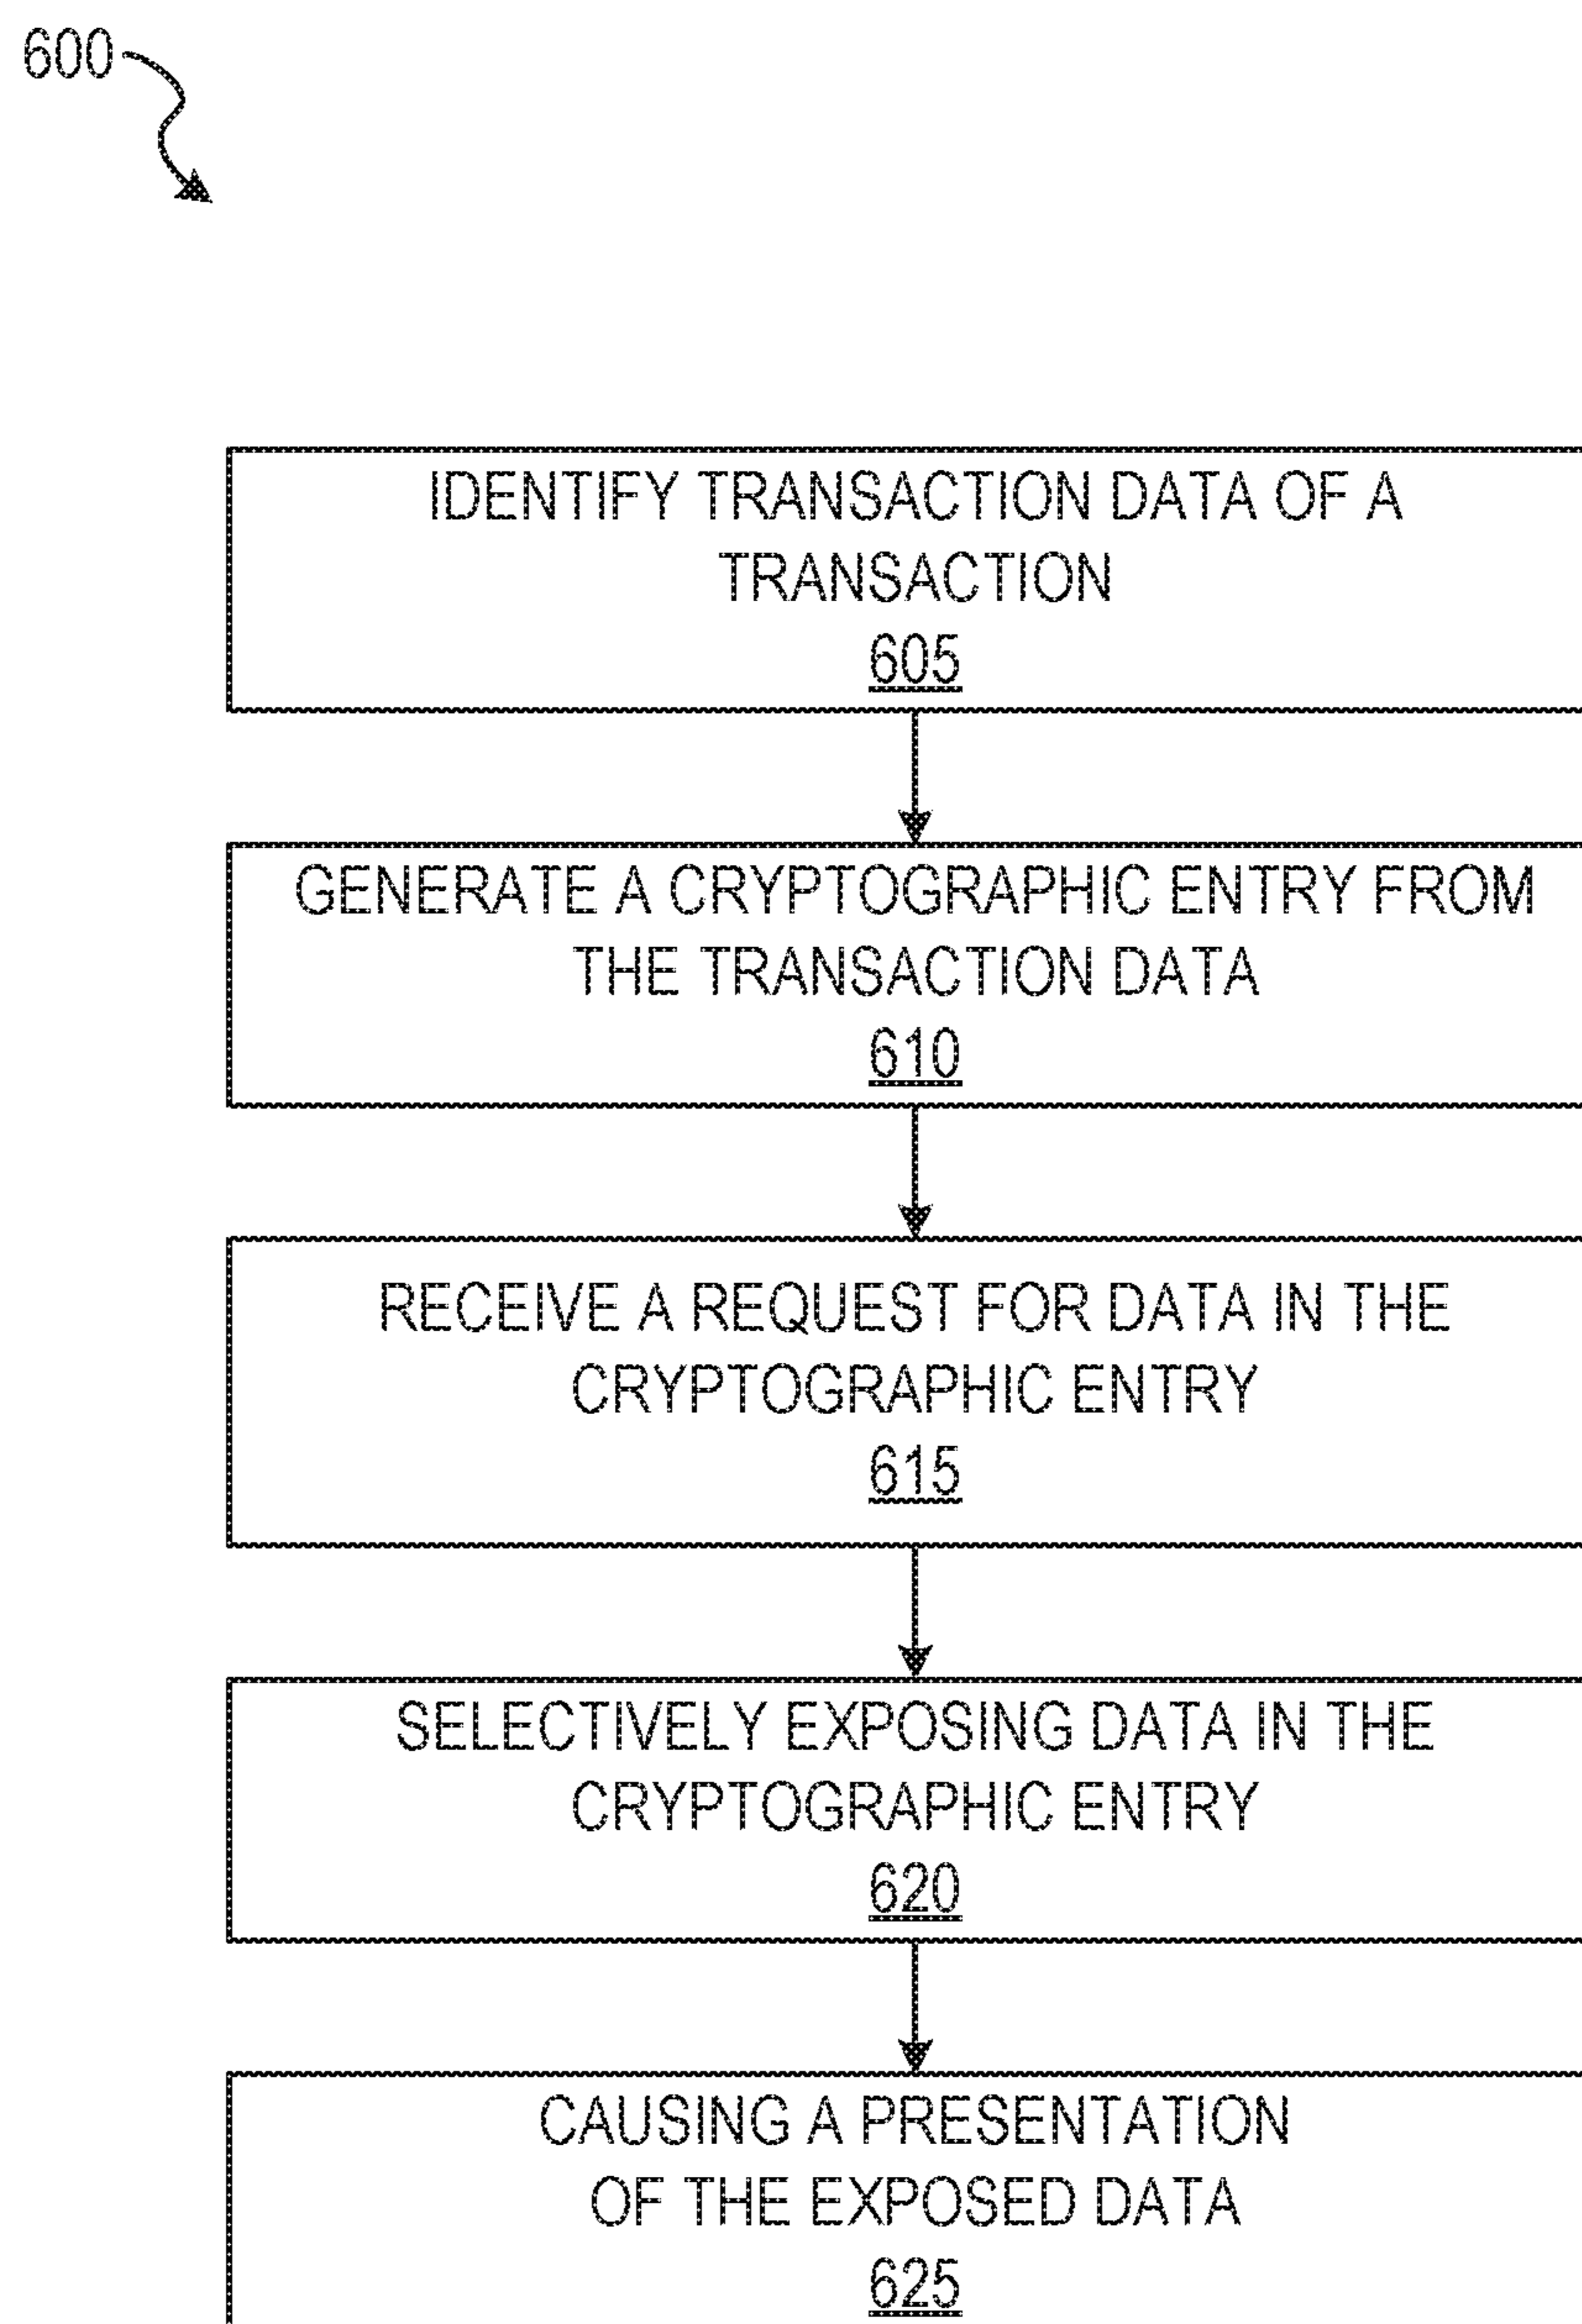 600
IDENTIFY TRANSACTION DATA OF A
TRANSACTION
605
GENERATE A CRYPTOGRAPHIC ENTRY FROM
THE TRANSACTION DATA
610
RECEIVE A REQUEST FOR DATA IN THE
CRYPTOGRAPHIC ENTRY
615
SELECTIVELY EXPOSING DATA IN THE
CRYPTOGRAPHIC ENTRY
620
CAUSING A PRESENTATION
OF THE EXPOSED DATA
625